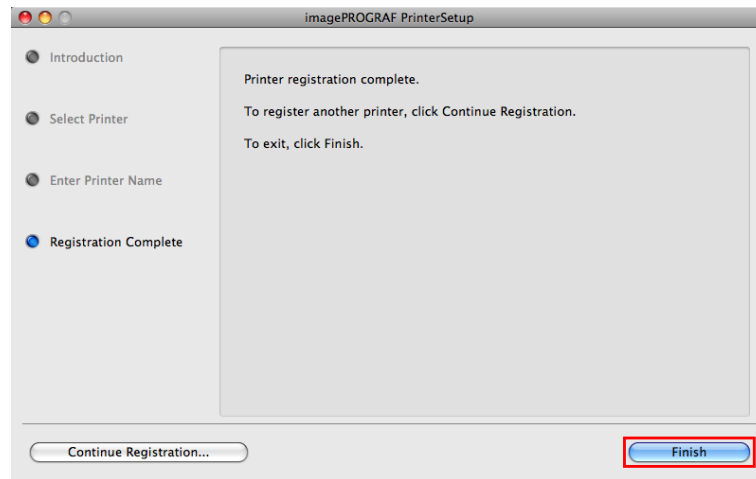 imagePROGRAF PrinterSetup
Introduction
Select Printer
Enter Printer Name
Registration Complete
Printer registration complete.
To register another printer, click Continue Registration.
To exit, click Finish.
Continue Registration...
Finish